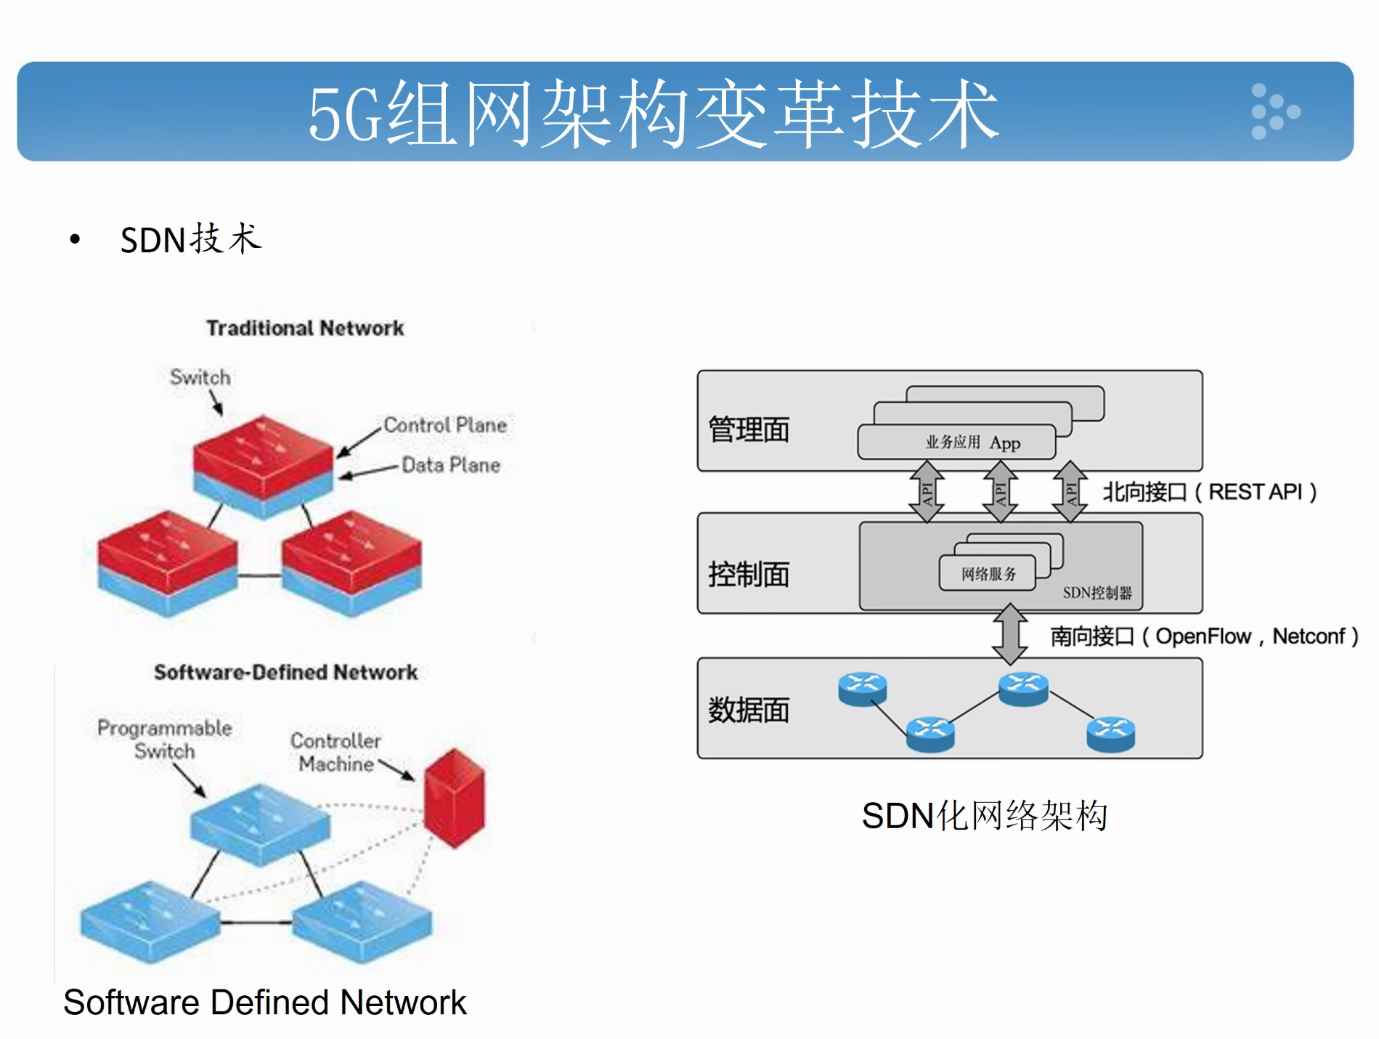 5G组网架构变革技术
• SDN技术
Traditional Network
Switch
Control Plane
Data Plane
Software-Defined Network
Programmable
Switch
Controller
Machine
Software Defined Network
管理面
业务应用 App
API
API
API
北向接口（REST API）
控制面
网络服务
SDN控制器
南向接口（OpenFlow，Netconf）
数据面
SDN化网络架构